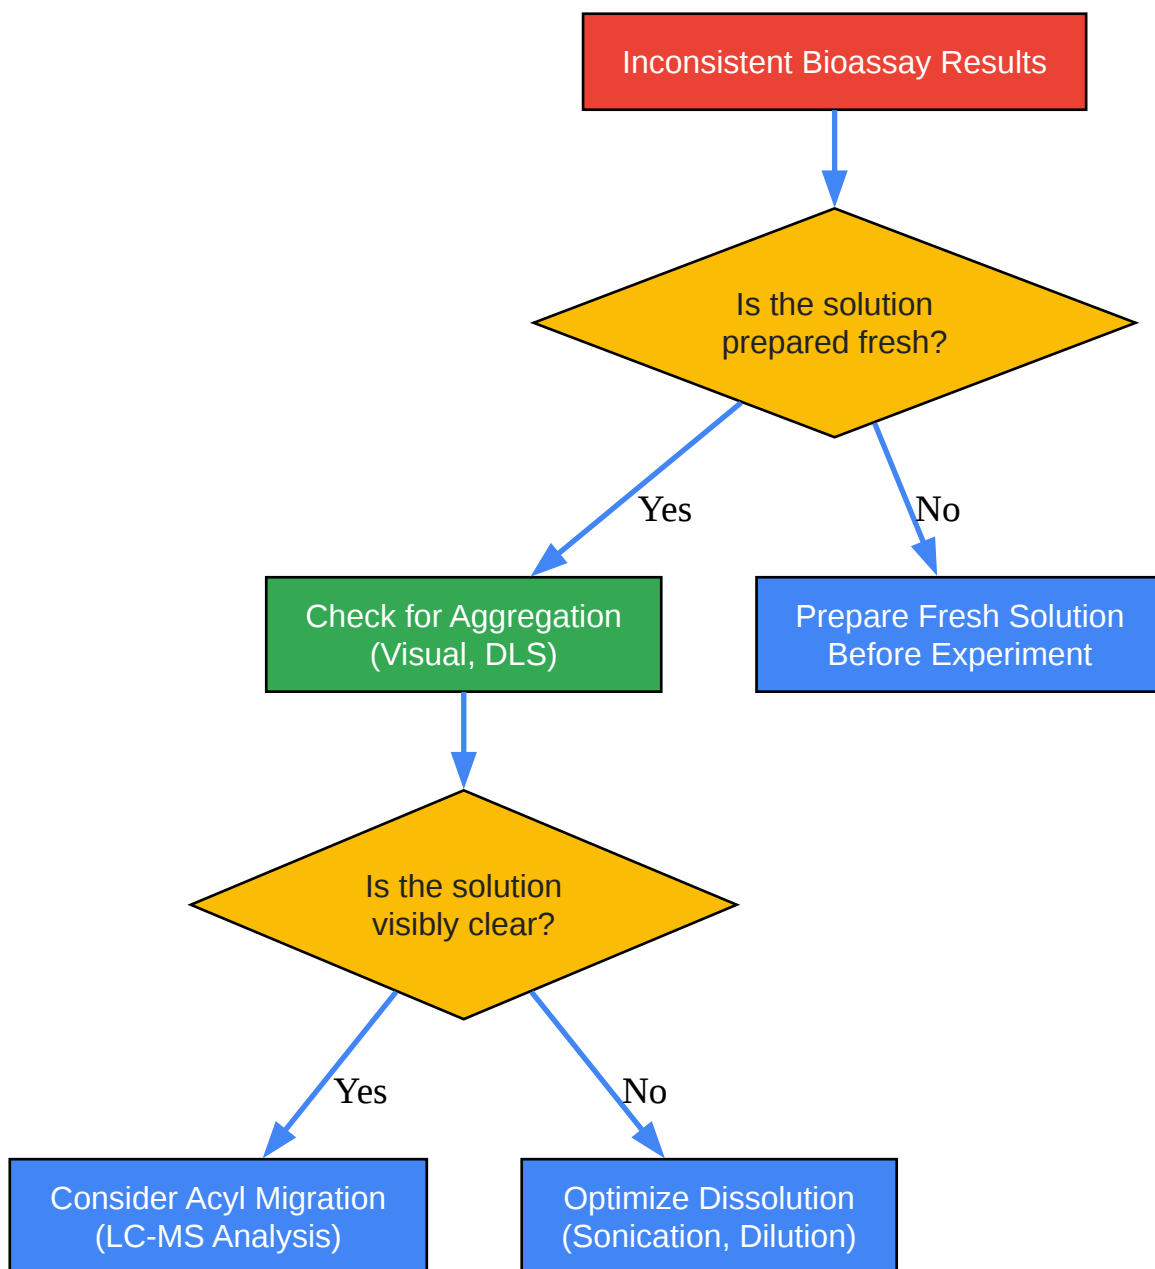 Inconsistent Bioassay Results
Is the solution
prepared fresh?
Yes
No
Check for Aggregation
(Visual, DLS)
Prepare Fresh Solution
Before Experiment
Is the solution
visibly clear?
Yes
No
Consider Acyl Migration
(LC-MS Analysis)
Optimize Dissolution
(Sonication, Dilution)